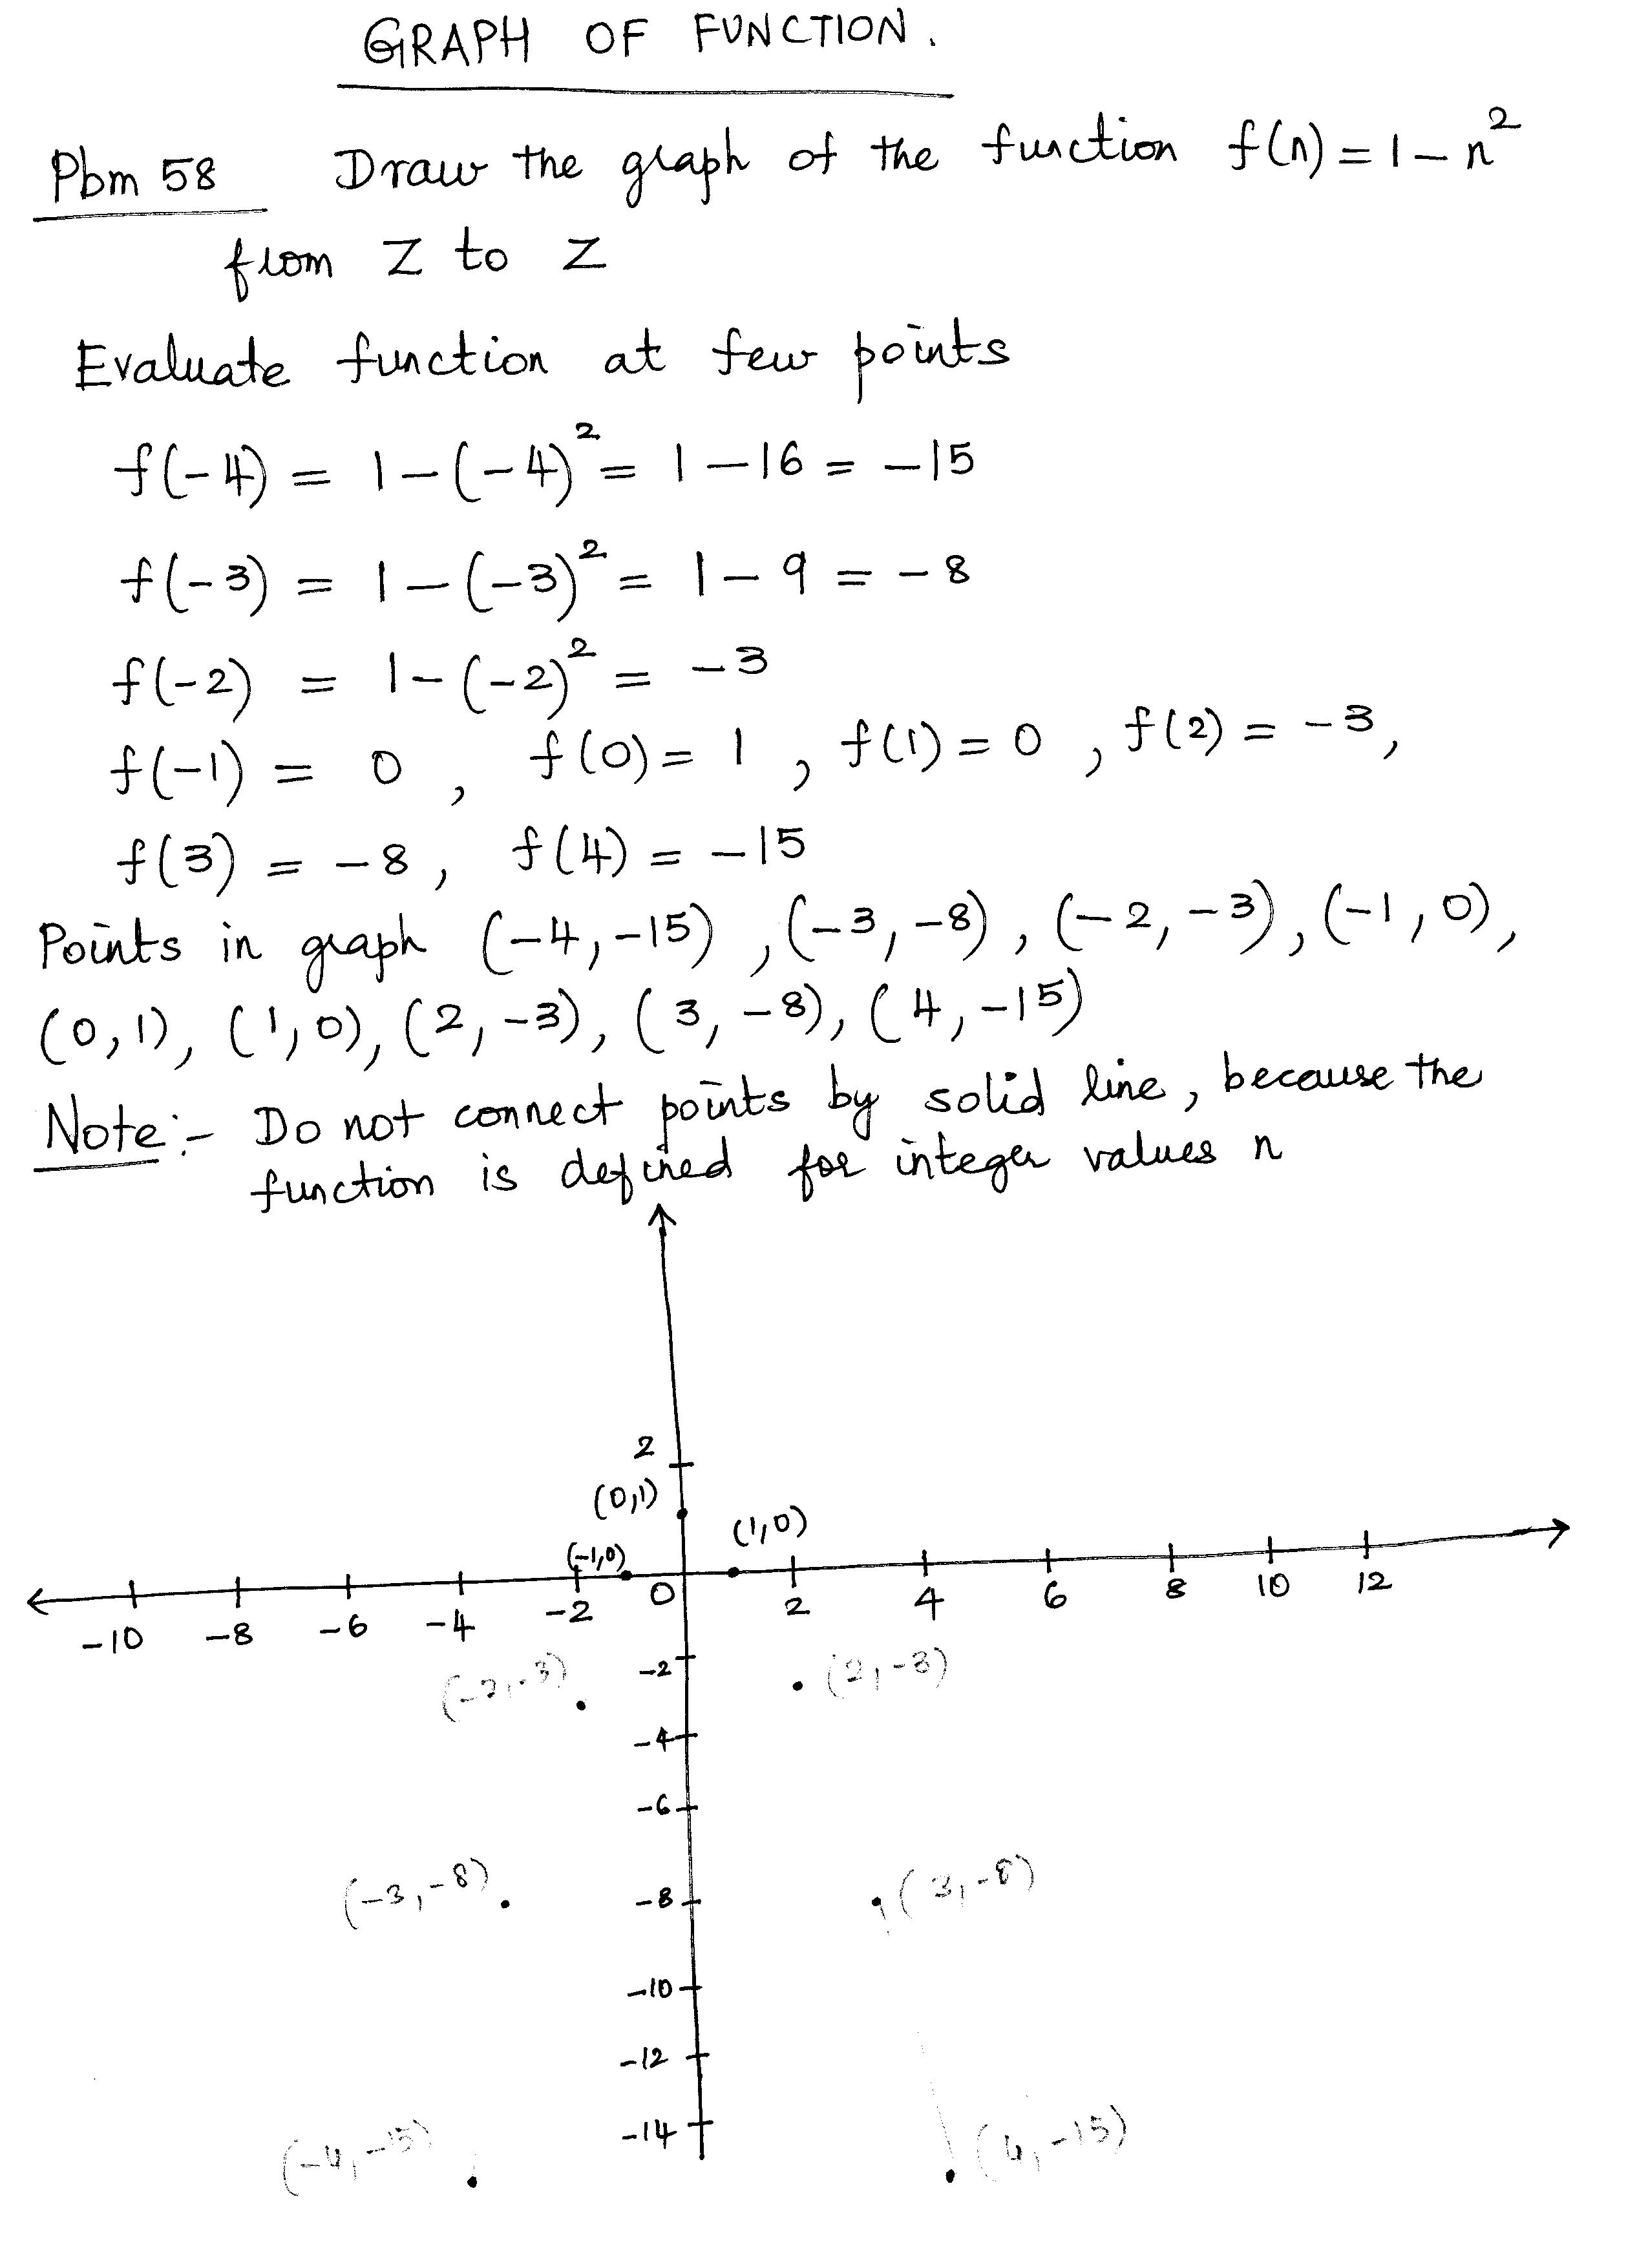 GRAPH OF FUNCTION.
Pbm 58 Draw the graph of the function f(n) = 1 - n²
from Z to Z
Evaluate function at few points
f(-4) = 1-(-4)² = 1-16 = -15
f(-3) = 1-(-3)² = 1-9 = -8
f(-2) = 1-(-2)² = -3
f(-1) = 0, f(0) = 1, f(1) = 0, f(2) = -3,
f(3) = -8, f(4) = -15
Points in graph (-4,-15), (-3,-8), (-2,-3), (-1,0),
(0,1), (1,0), (2,-3), (3,-8), (4,-15)
Note:- Do not connect points by solid line, because the
function is defined for integer values n
2
(0,1)
(1,0)
(-1,0)
-10 -8 -6 -4 -2 0 2 4 6 8 10 12
(-2,-3) -2 (2,-3)
-4
-6
(-3,-8) -8 (3,-8)
-10
-12
-14
(-4,-15) (4,-15)